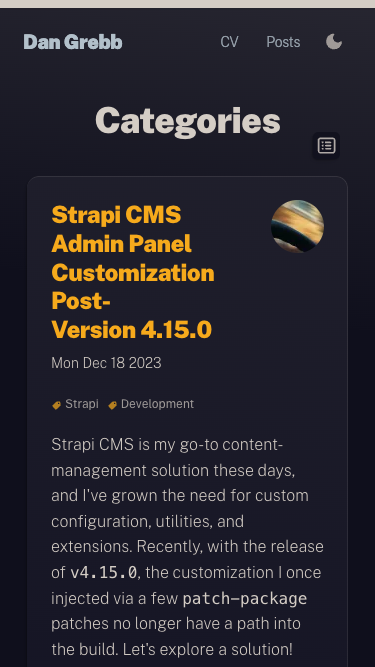 Dan Grebb
CV
Posts
Categories
Strapi CMS
Admin Panel
Customization
Post-
Version 4.15.0
Mon Dec 18 2023
Strapi
Development
Strapi CMS is my go-to content-
management solution these days,
and I've grown the need for custom
configuration, utilities, and
extensions. Recently, with the release
of v4.15.0, the customization I once
injected via a few patch-package
patches no longer have a path into
the build. Let's explore a solution!